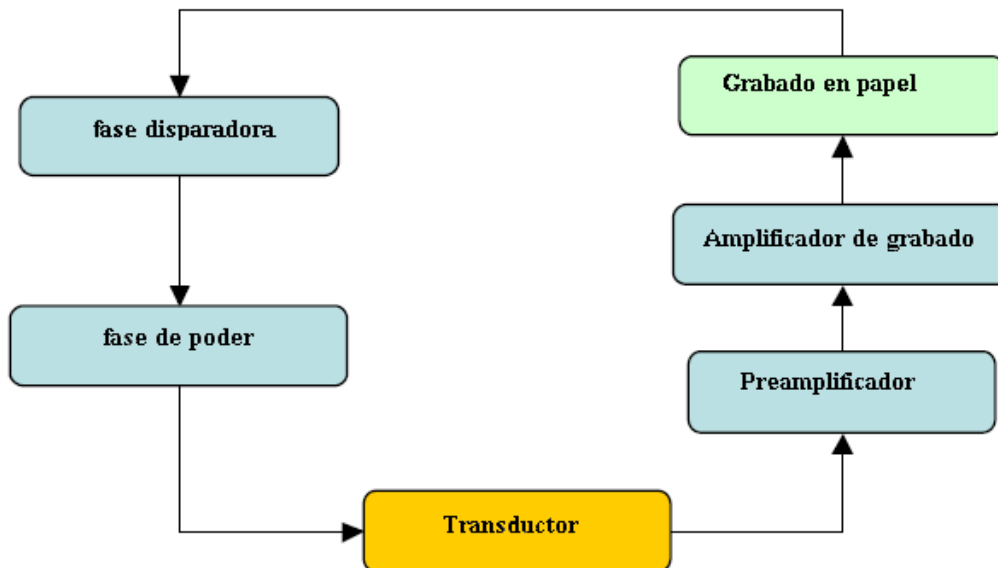 Grabado en papel
fase disparadora
Amplificador de grabado
fase de poder
Preamplificador
Transductor